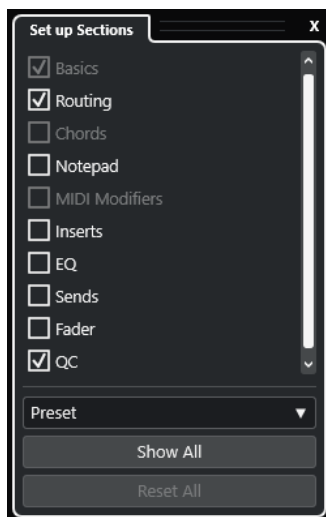 Set up Sections
X
Basics
Routing
Chords
Notepad
MIDI Modifiers
Inserts
EQ
Sends
Fader
QC
Preset
Show All
Reset All